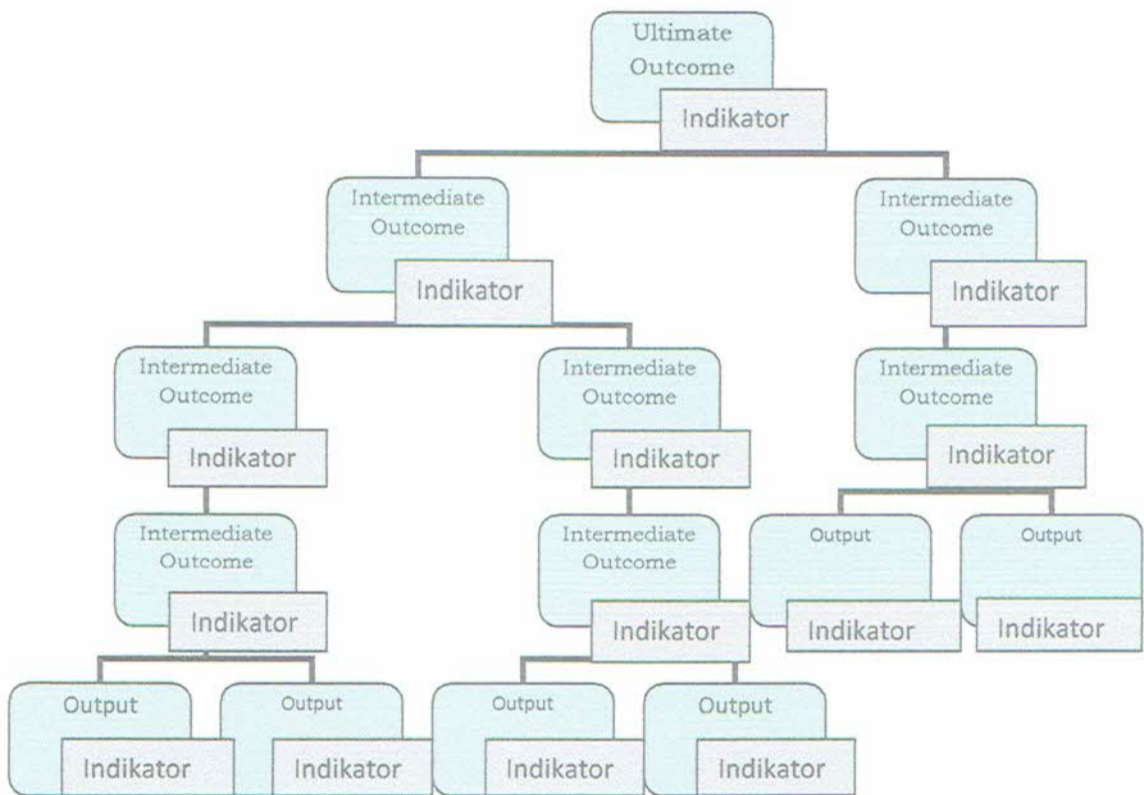 Ultimate
Outcome
Indikator
Intermediate
Outcome
Indikator
Intermediate
Outcome
Indikator
Intermediate
Outcome
Indikator
Intermediate
Outcome
Indikator
Intermediate
Outcome
Indikator
Intermediate
Outcome
Indikator
Intermediate
Outcome
Indikator
Output
Indikator
Output
Indikator
Output
Indikator
Output
Indikator
Output
Indikator
Output
Indikator